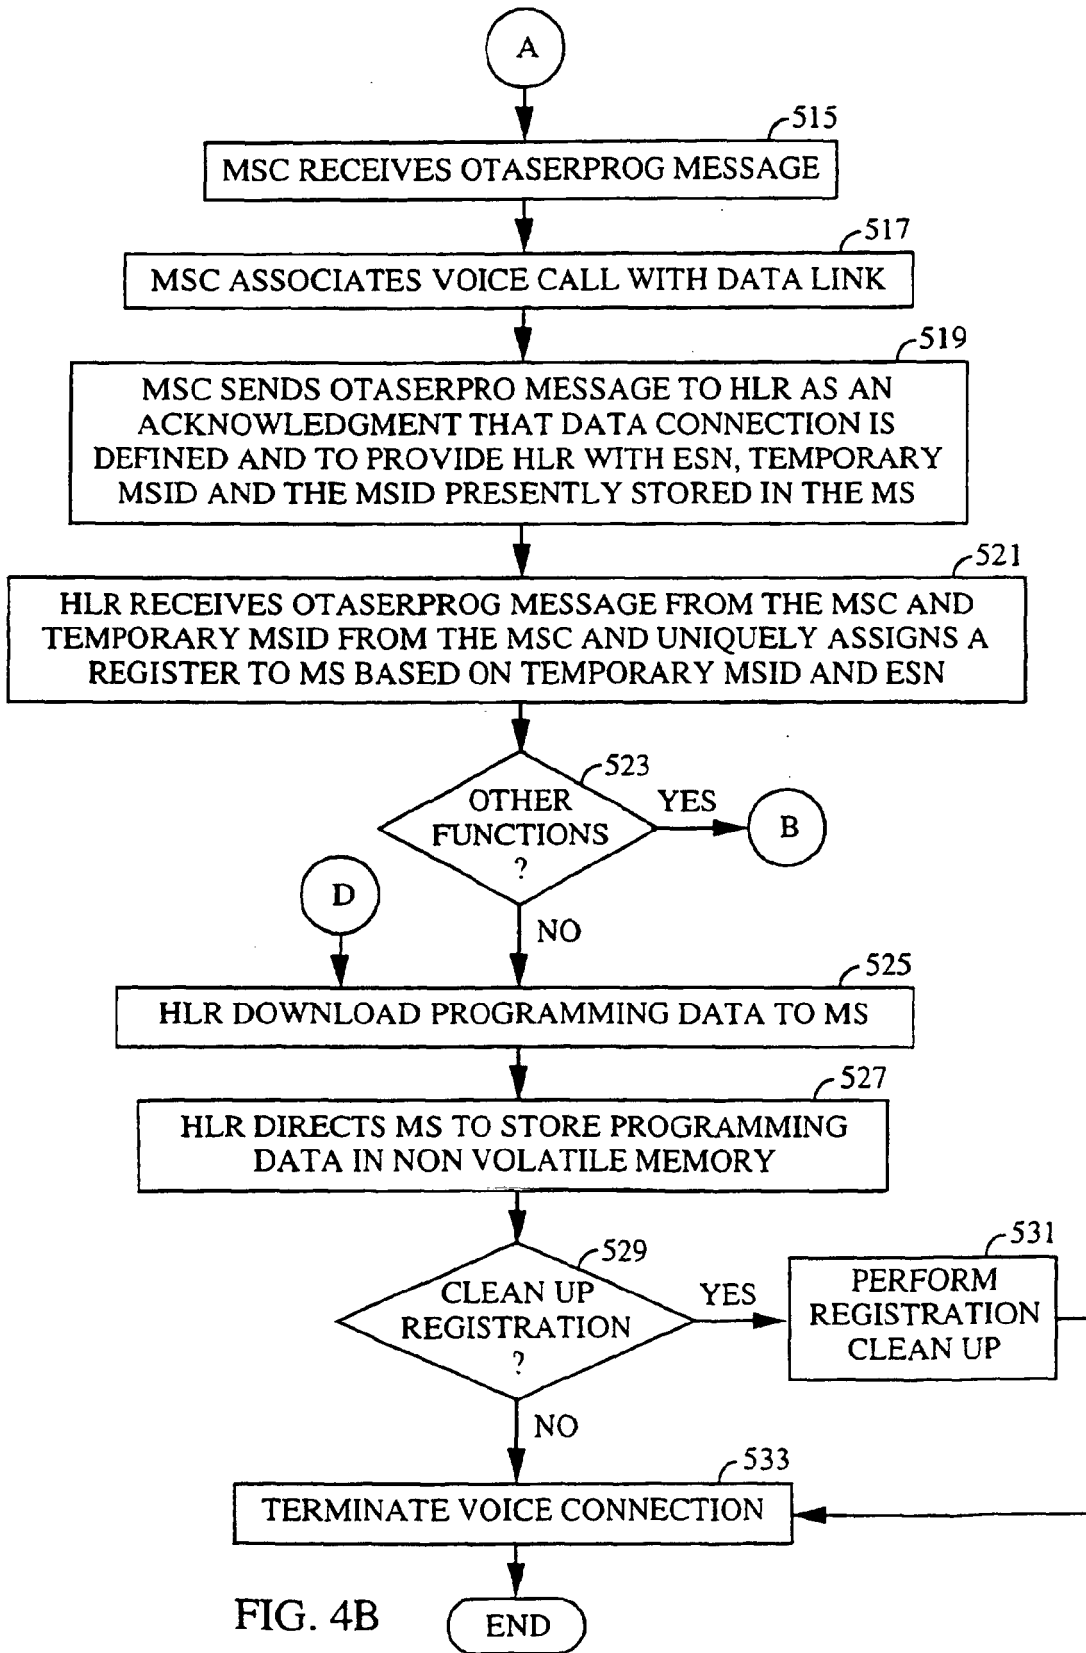 A
515
MSC RECEIVES OTASERPROG MESSAGE
517
MSC ASSOCIATES VOICE CALL WITH DATA LINK
519
MSC SENDS OTASERPRO MESSAGE TO HLR AS AN
ACKNOWLEDGMENT THAT DATA CONNECTION IS
DEFINED AND TO PROVIDE HLR WITH ESN, TEMPORARY
MSID AND THE MSID PRESENTLY STORED IN THE MS
521
HLR RECEIVES OTASERPROG MESSAGE FROM THE MSC AND
TEMPORARY MSID FROM THE MSC AND UNIQUELY ASSIGNS A
REGISTER TO MS BASED ON TEMPORARY MSID AND ESN
523
OTHER
FUNCTIONS
?
YES
B
D
NO
525
HLR DOWNLOAD PROGRAMMING DATA TO MS
527
HLR DIRECTS MS TO STORE PROGRAMMING
DATA IN NON VOLATILE MEMORY
529
CLEAN UP
REGISTRATION
?
YES
531
PERFORM
REGISTRATION
CLEAN UP
NO
533
TERMINATE VOICE CONNECTION
END
FIG. 4B